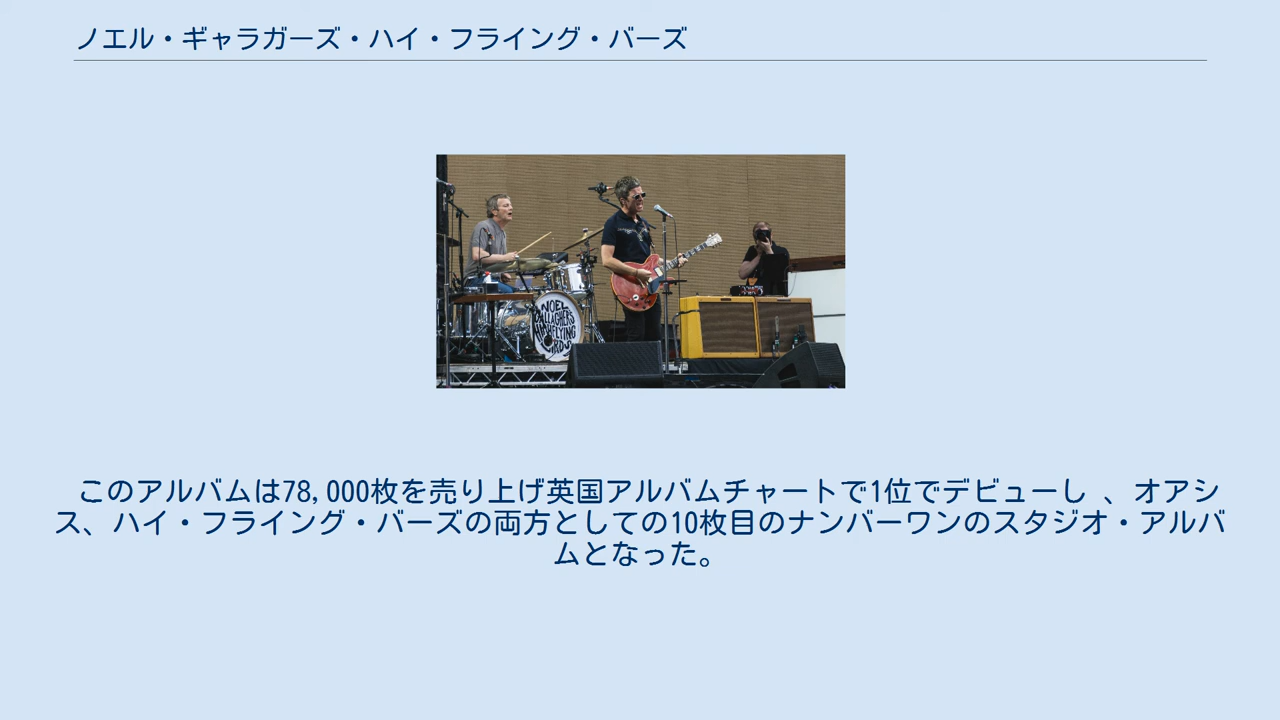 ノエル・ギャラガーズ・ハイ・フライング・バーズ
NOEL
GALLAGHER'S
HIGH FLYING
BIRDS
このアルバムは78,000枚を売り上げ英国アルバムチャートで1位でデビューし 、オアシ
ス、ハイ・フライング・バーズの両方としての10枚目のナンバーワンのスタジオ・アルバ
ムとなった。